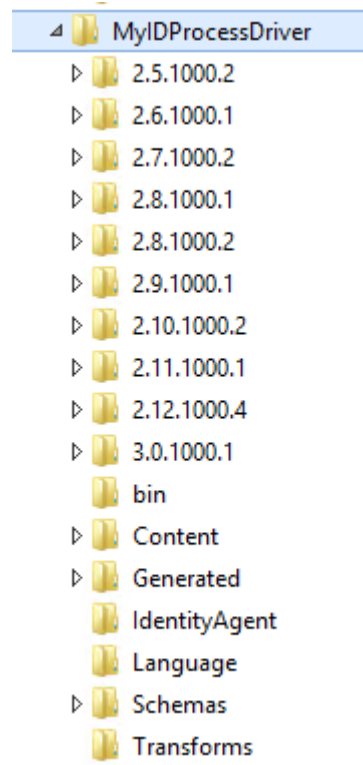 MyIDProcessDriver
2.5.1000.2
2.6.1000.1
2.7.1000.2
2.8.1000.1
2.8.1000.2
2.9.1000.1
2.10.1000.2
2.11.1000.1
2.12.1000.4
3.0.1000.1
bin
Content
Generated
IdentityAgent
Language
Schemas
Transforms